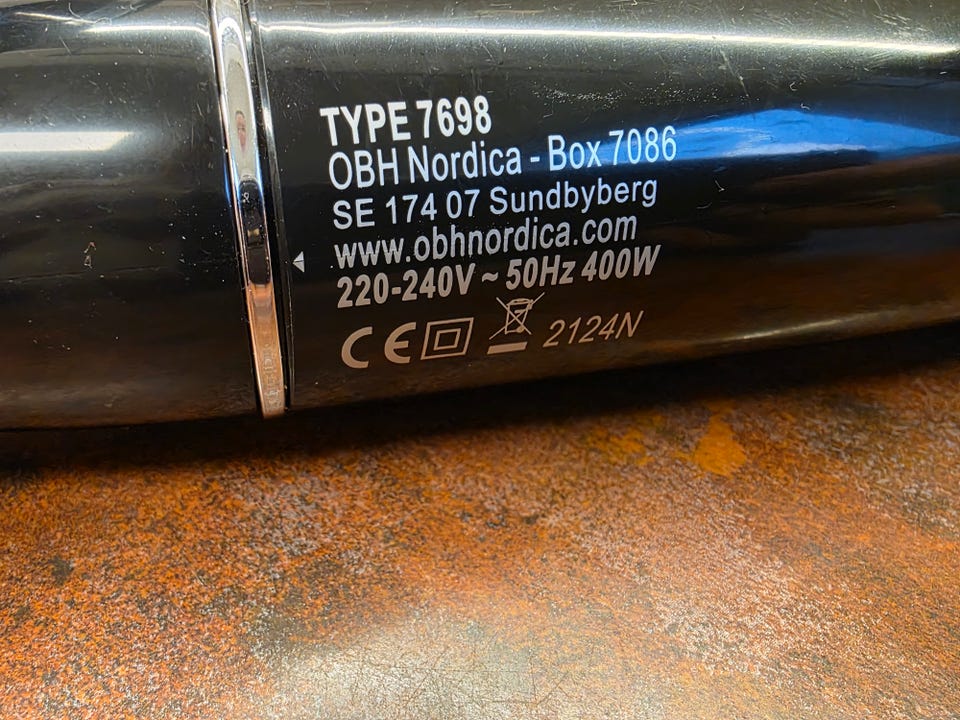 TYPE 7698
OBH Nordica - Box 7086
SE 174 07 Sundbyberg
www.obhnordica.com
220-240V ~ 50Hz 400W
CE 2124N